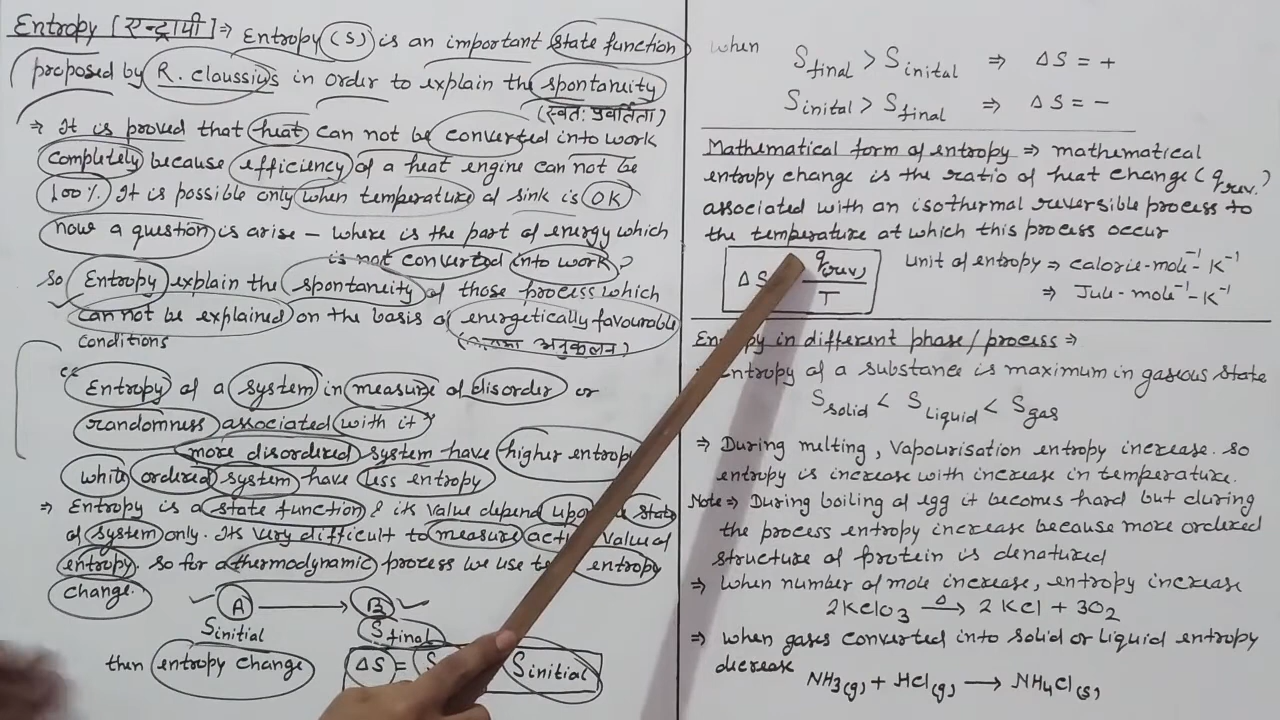 Entropy [एन्ट्रापी] ⇒ Entropy (S) is an important state function
proposed by R. claussiys in order to explain the spontaneity
(स्वतः प्रवर्तिता)
⇒ It is proved that heat can not be converted into work
completely because efficiency of a heat engine can not be
100%. It is possible only when temperature of sink is OK
now a question is arise – where is the part of energy which
is not converted into work?
so Entropy explain the spontaneity of those process which
can not be explained on the basis of energetically favourable
conditions
अनुकूलन)
“Entropy of a system in measure of disorder or
randomness associated with it”
more disordered system have higher entropy
white ordered system have less entropy
⇒ Entropy is a state function & its value depend upon state
of system only. Its very difficult to measure value of
entropy. so for a thermodynamic process we use entropy
change.
A → B
Sinitial Sfinal
then entropy change ΔS = Sinitial
when Sfinal > Sinital ⇒ ΔS = +
Sinital > Sfinal ⇒ ΔS = –
Mathematical form of entropy ⇒ mathematical
entropy change is the ratio of heat change (qrev.)
associated with an isothermal reversible process to
the temperature at which this process occur
ΔS q(rev) / T
Unit of entropy ⇒ calorie-mole⁻¹-K⁻¹
⇒ Jule-mole⁻¹-K⁻¹
Entropy in different phase/process ⇒
Entropy of a substance is maximum in gaseous state
Ssolid < SLiquid < Sgas
⇒ During melting, Vapourisation entropy increase. so
entropy is increase with increase in temperature.
Note ⇒ During boiling of egg it becomes hard but during
the process entropy increase because more ordered
structure of protein is denatured
⇒ when number of mole increase, entropy increase
2KClO3 —Δ→ 2KCl + 3O2
⇒ when gases converted into solid or Liquid entropy
decrease
NH3(g) + HCl(g) → NH4Cl(s)